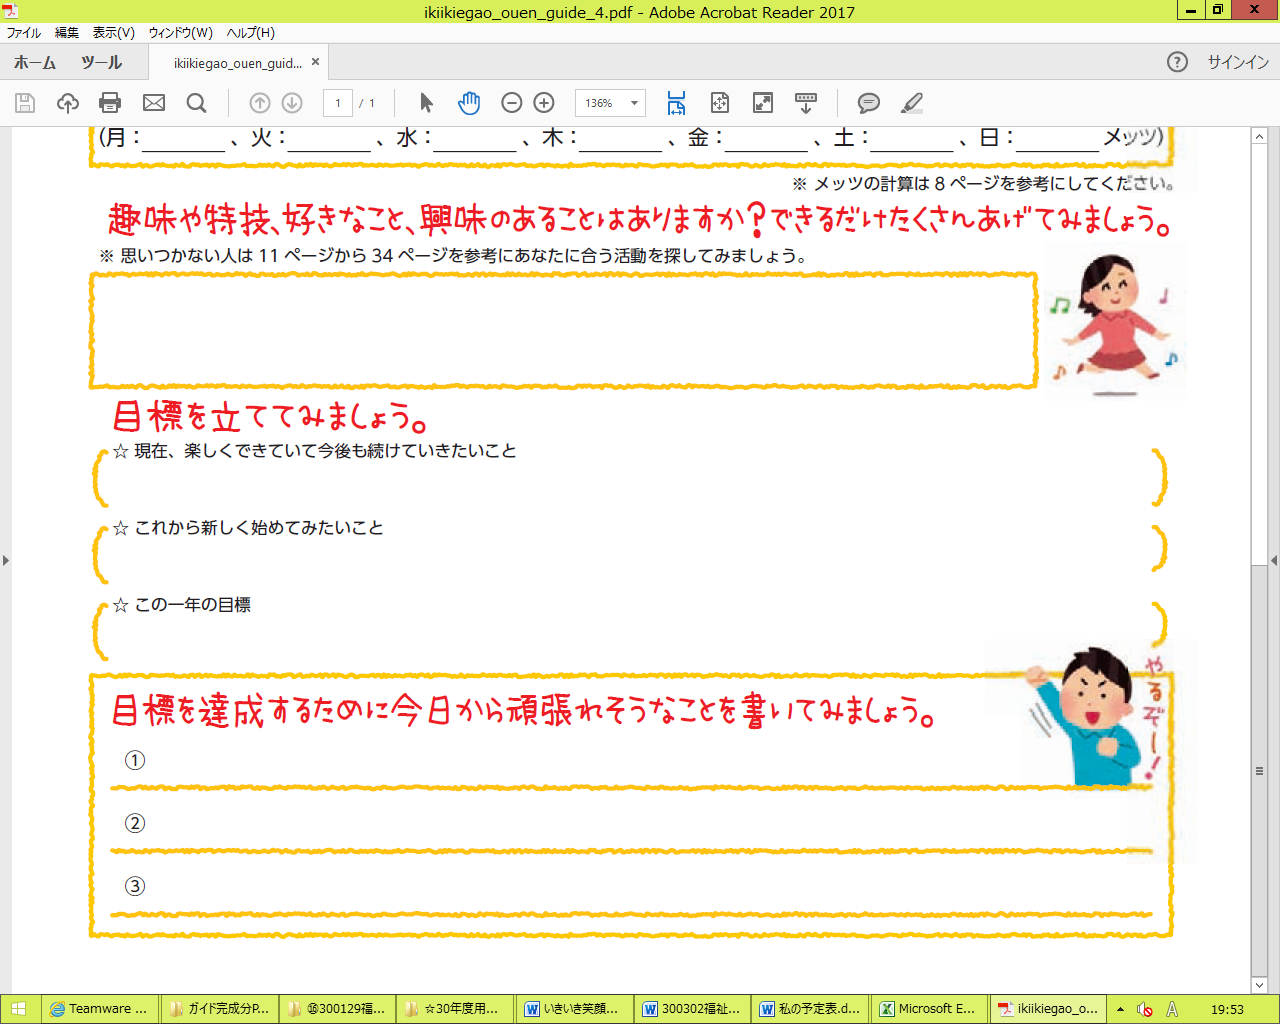 ikiikiegao_ouen_guide_4.pdf - Adobe Acrobat Reader 2017
ファイル 編集 表示(V) ウィンドウ(W) ヘルプ(H)
ホーム ツール ikiikiegao_ouen_guid... × ? サインイン
1 / 1 136%
(月：________、火：________、水：________、木：________、金：________、土：________、日：________メッツ)
※ メッツの計算は 8 ページを参考にしてください。
趣味や特技、好きなこと、興味のあることはありますか？できるだけたくさんあげてみましょう。
※ 思いつかない人は 11 ページから 34 ページを参考にあなたに合う活動を探してみましょう。
目標を立ててみましょう。
☆ 現在、楽しくできていて今後も続けていきたいこと
☆ これから新しく始めてみたいこと
☆ この一年の目標
やるぞー！
目標を達成するために今日から頑張れそうなことを書いてみましょう。
①
②
③
Teamware ... ガイド完成分P... ⑯300129福... ☆30年度用... いきいき笑顔... 300302福祉... 私の予定表.d... Microsoft E... ikiikiegao_o... A 19:53